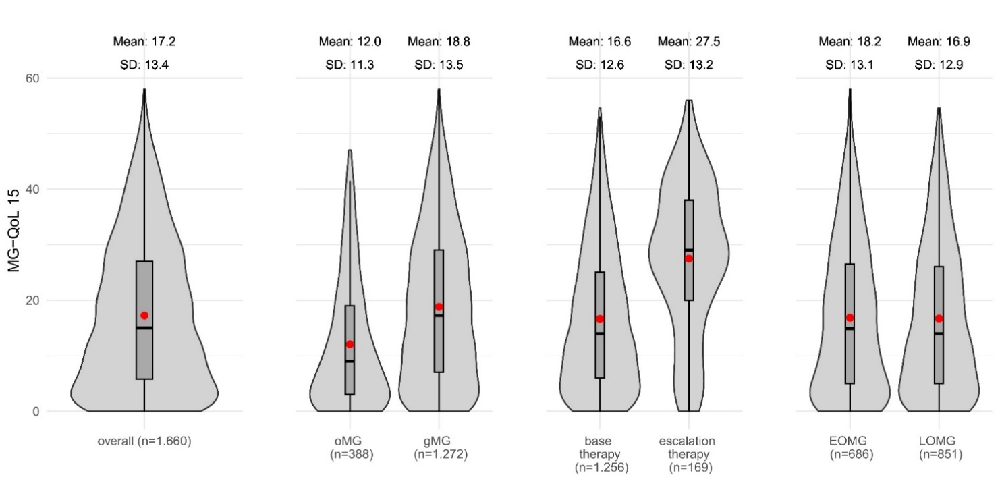 Mean: 17.2
SD: 13.4
Mean: 12.0
SD: 11.3
Mean: 18.8
SD: 13.5
Mean: 16.6
SD: 12.6
Mean: 27.5
SD: 13.2
Mean: 18.2
SD: 13.1
Mean: 16.9
SD: 12.9
MG−QoL 15
60
40
20
0
overall (n=1.660)
oMG
(n=388)
gMG
(n=1.272)
base
therapy
(n=1.256)
escalation
therapy
(n=169)
EOMG
(n=686)
LOMG
(n=851)